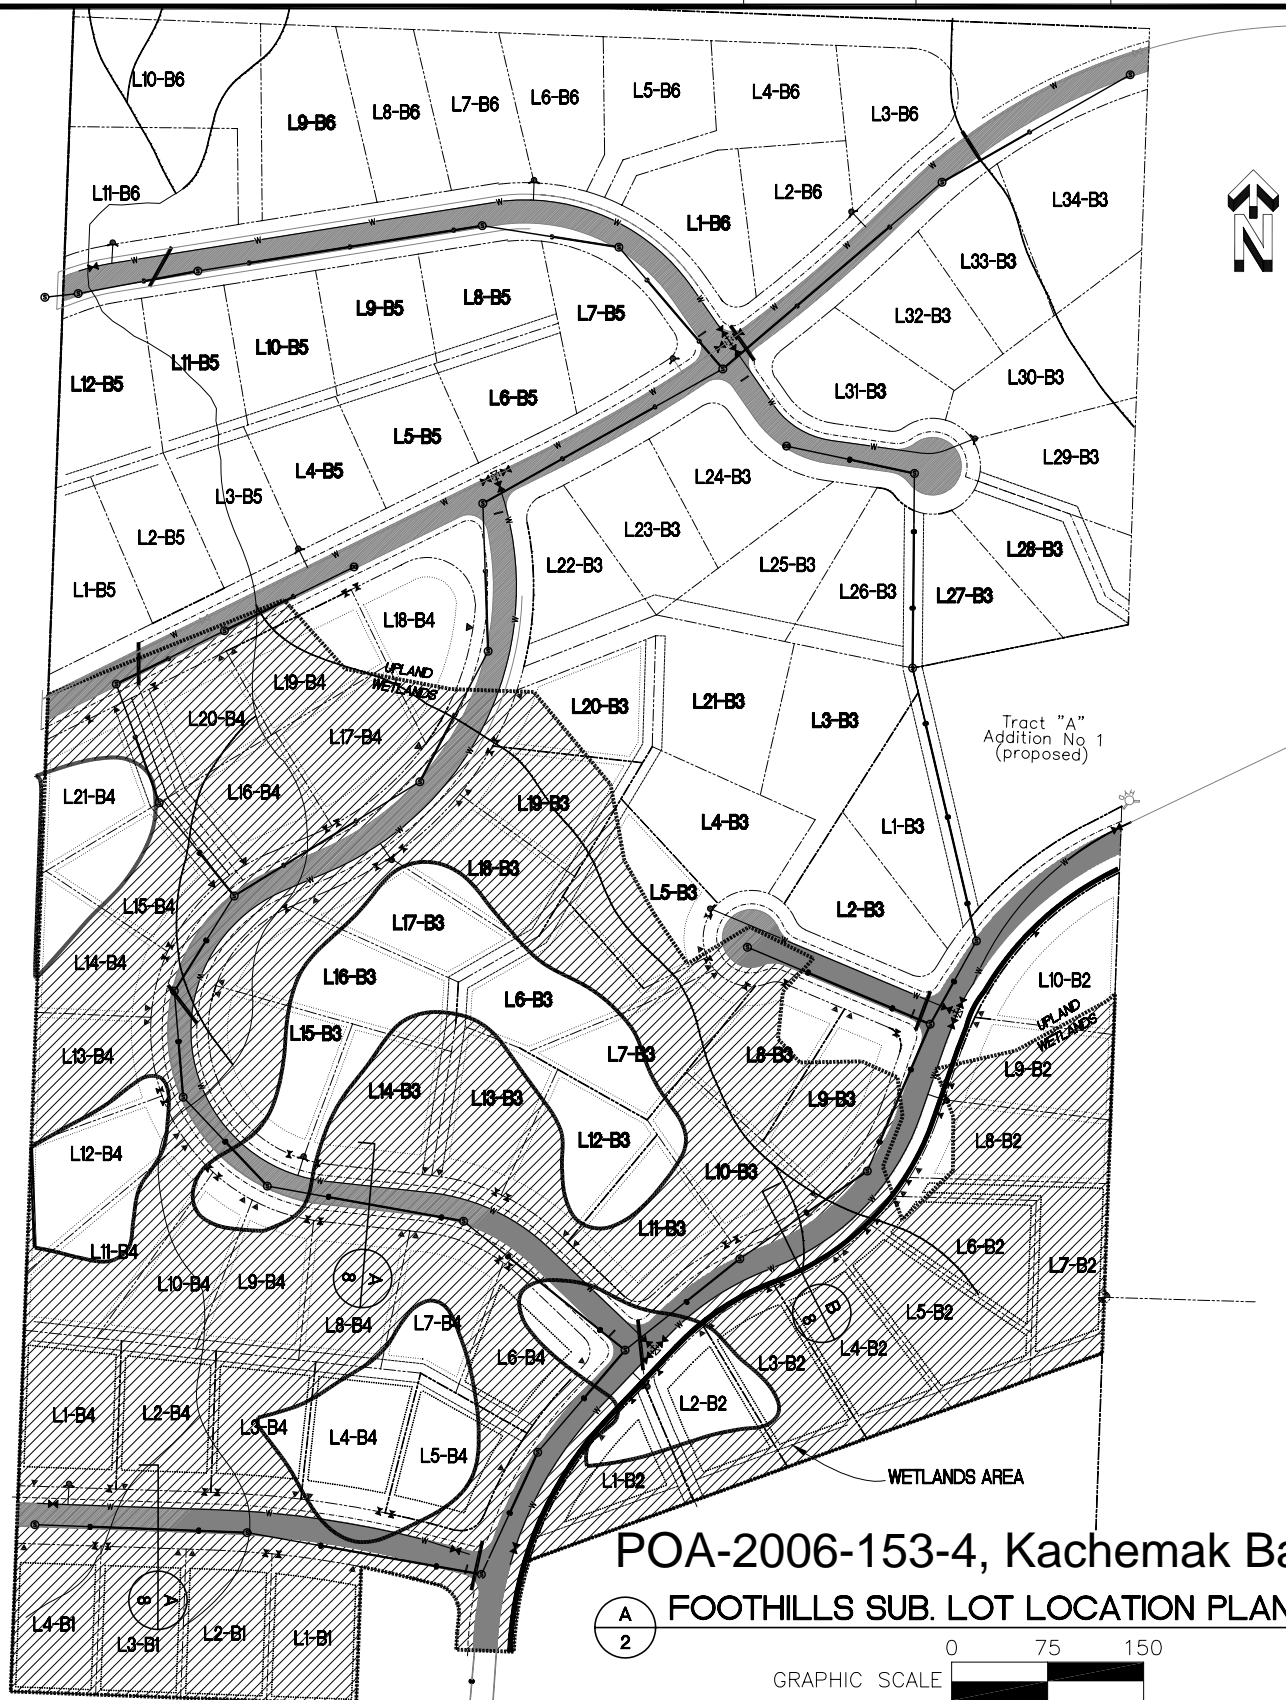 L10-B6
L9-B6
L8-B6
L7-B6
L6-B6
L5-B6
L4-B6
L3-B6
L11-B6
L2-B6
L1-B6
L34-B3
N
L33-B3
L32-B3
L31-B3
L30-B3
L29-B3
L12-B5
L11-B5
L10-B5
L9-B5
L8-B5
L7-B5
L6-B5
L5-B5
L4-B5
L3-B5
L2-B5
L1-B5
L24-B3
L23-B3
L22-B3
L25-B3
L26-B3
L27-B3
L28-B3
L18-B4
UPLAND
WETLANDS
L19-B4
L20-B4
L17-B4
L16-B4
L21-B4
L20-B3
L21-B3
L3-B3
Tract "A"
Addition No 1
(proposed)
L19-B3
L4-B3
L1-B3
L18-B3
L5-B3
L2-B3
L15-B4
L17-B3
L14-B4
L16-B3
L6-B3
L10-B2
UPLAND
WETLANDS
L15-B3
L7-B3
L8-B3
L9-B2
L13-B4
L14-B3
L13-B3
L9-B3
L12-B4
L12-B3
L8-B2
L10-B3
L11-B3
L11-B4
L10-B4
L9-B4
A
8
L6-B2
L7-B2
L8-B4
L7-B4
B
8
L5-B2
L6-B4
L4-B2
L3-B2
L1-B4
L2-B4
L3-B4
L4-B4
L5-B4
L2-B2
L1-B2
WETLANDS AREA
POA-2006-153-4, Kachemak Ba
A
2
FOOTHILLS SUB. LOT LOCATION PLAN
A
8
L4-B1
L3-B1
L2-B1
L1-B1
0 75 150
GRAPHIC SCALE